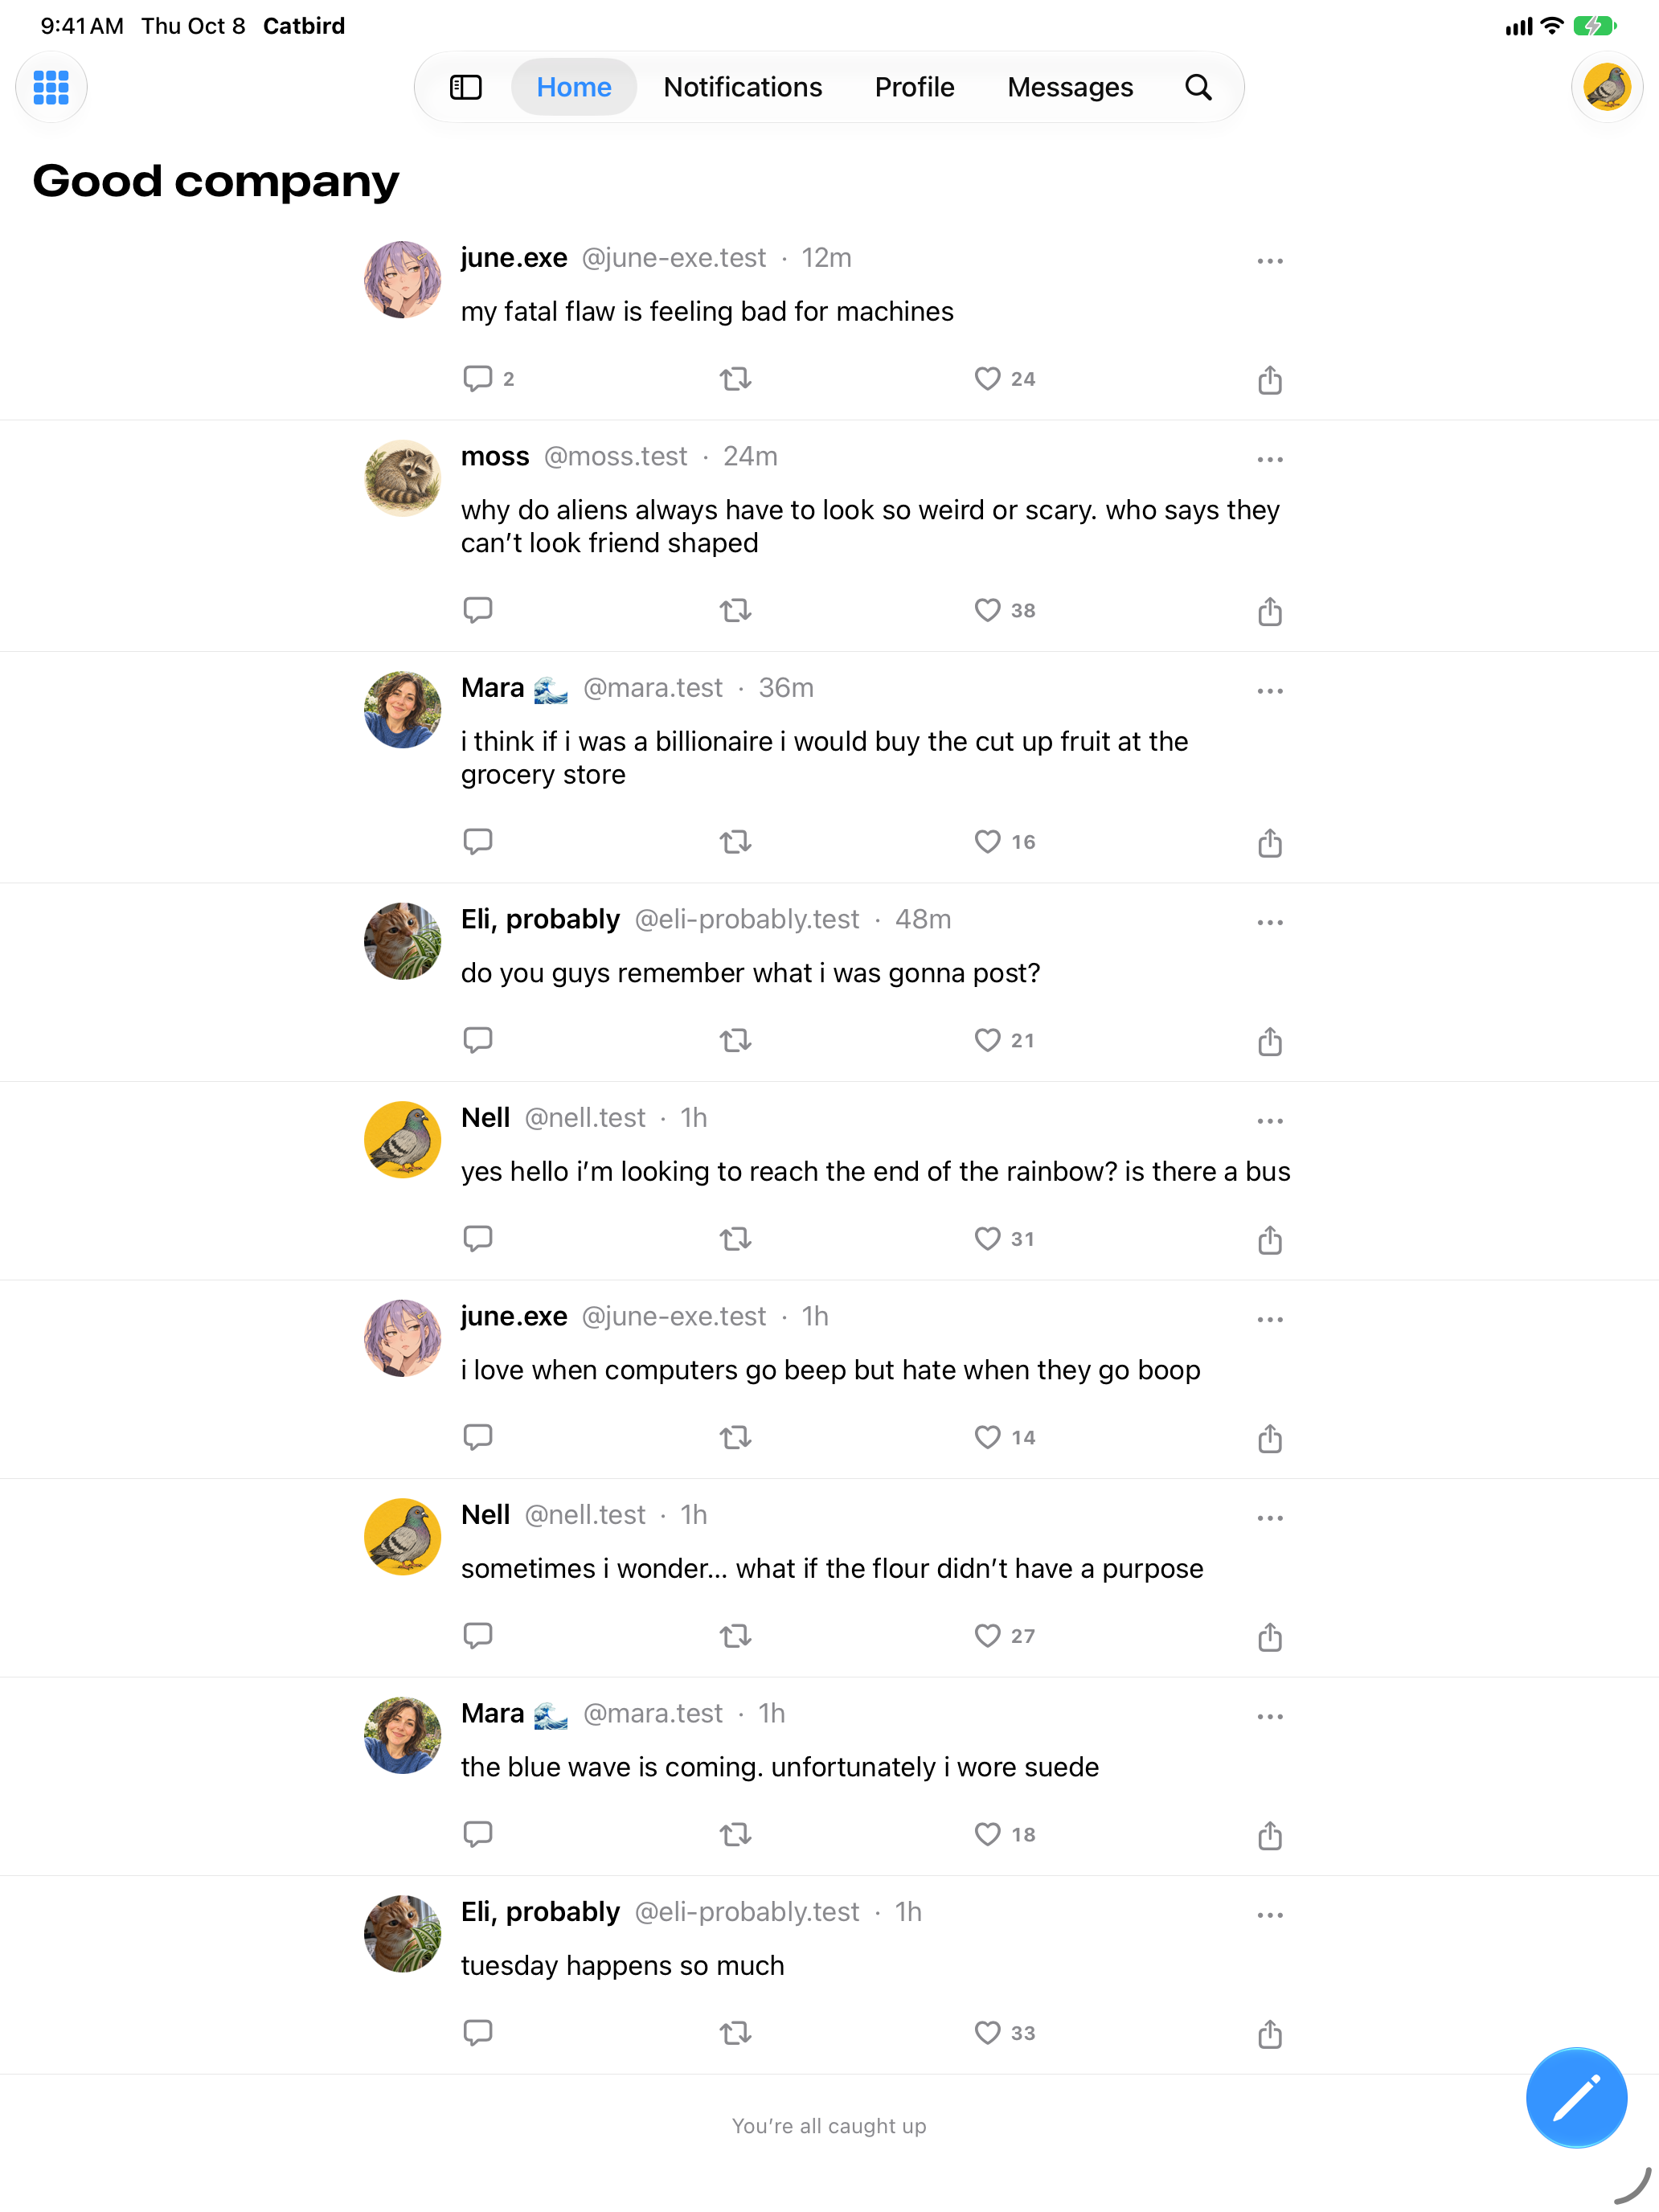 9:41 AM Thu Oct 8 Catbird
Home Notifications Profile Messages
Good company
june.exe @june-exe.test · 12m
my fatal flaw is feeling bad for machines
2 24
moss @moss.test · 24m
why do aliens always have to look so weird or scary. who says they
can’t look friend shaped
38
Mara 🌊 @mara.test · 36m
i think if i was a billionaire i would buy the cut up fruit at the
grocery store
16
Eli, probably @eli-probably.test · 48m
do you guys remember what i was gonna post?
21
Nell @nell.test · 1h
yes hello i’m looking to reach the end of the rainbow? is there a bus
31
june.exe @june-exe.test · 1h
i love when computers go beep but hate when they go boop
14
Nell @nell.test · 1h
sometimes i wonder... what if the flour didn’t have a purpose
27
Mara 🌊 @mara.test · 1h
the blue wave is coming. unfortunately i wore suede
18
Eli, probably @eli-probably.test · 1h
tuesday happens so much
33
You’re all caught up